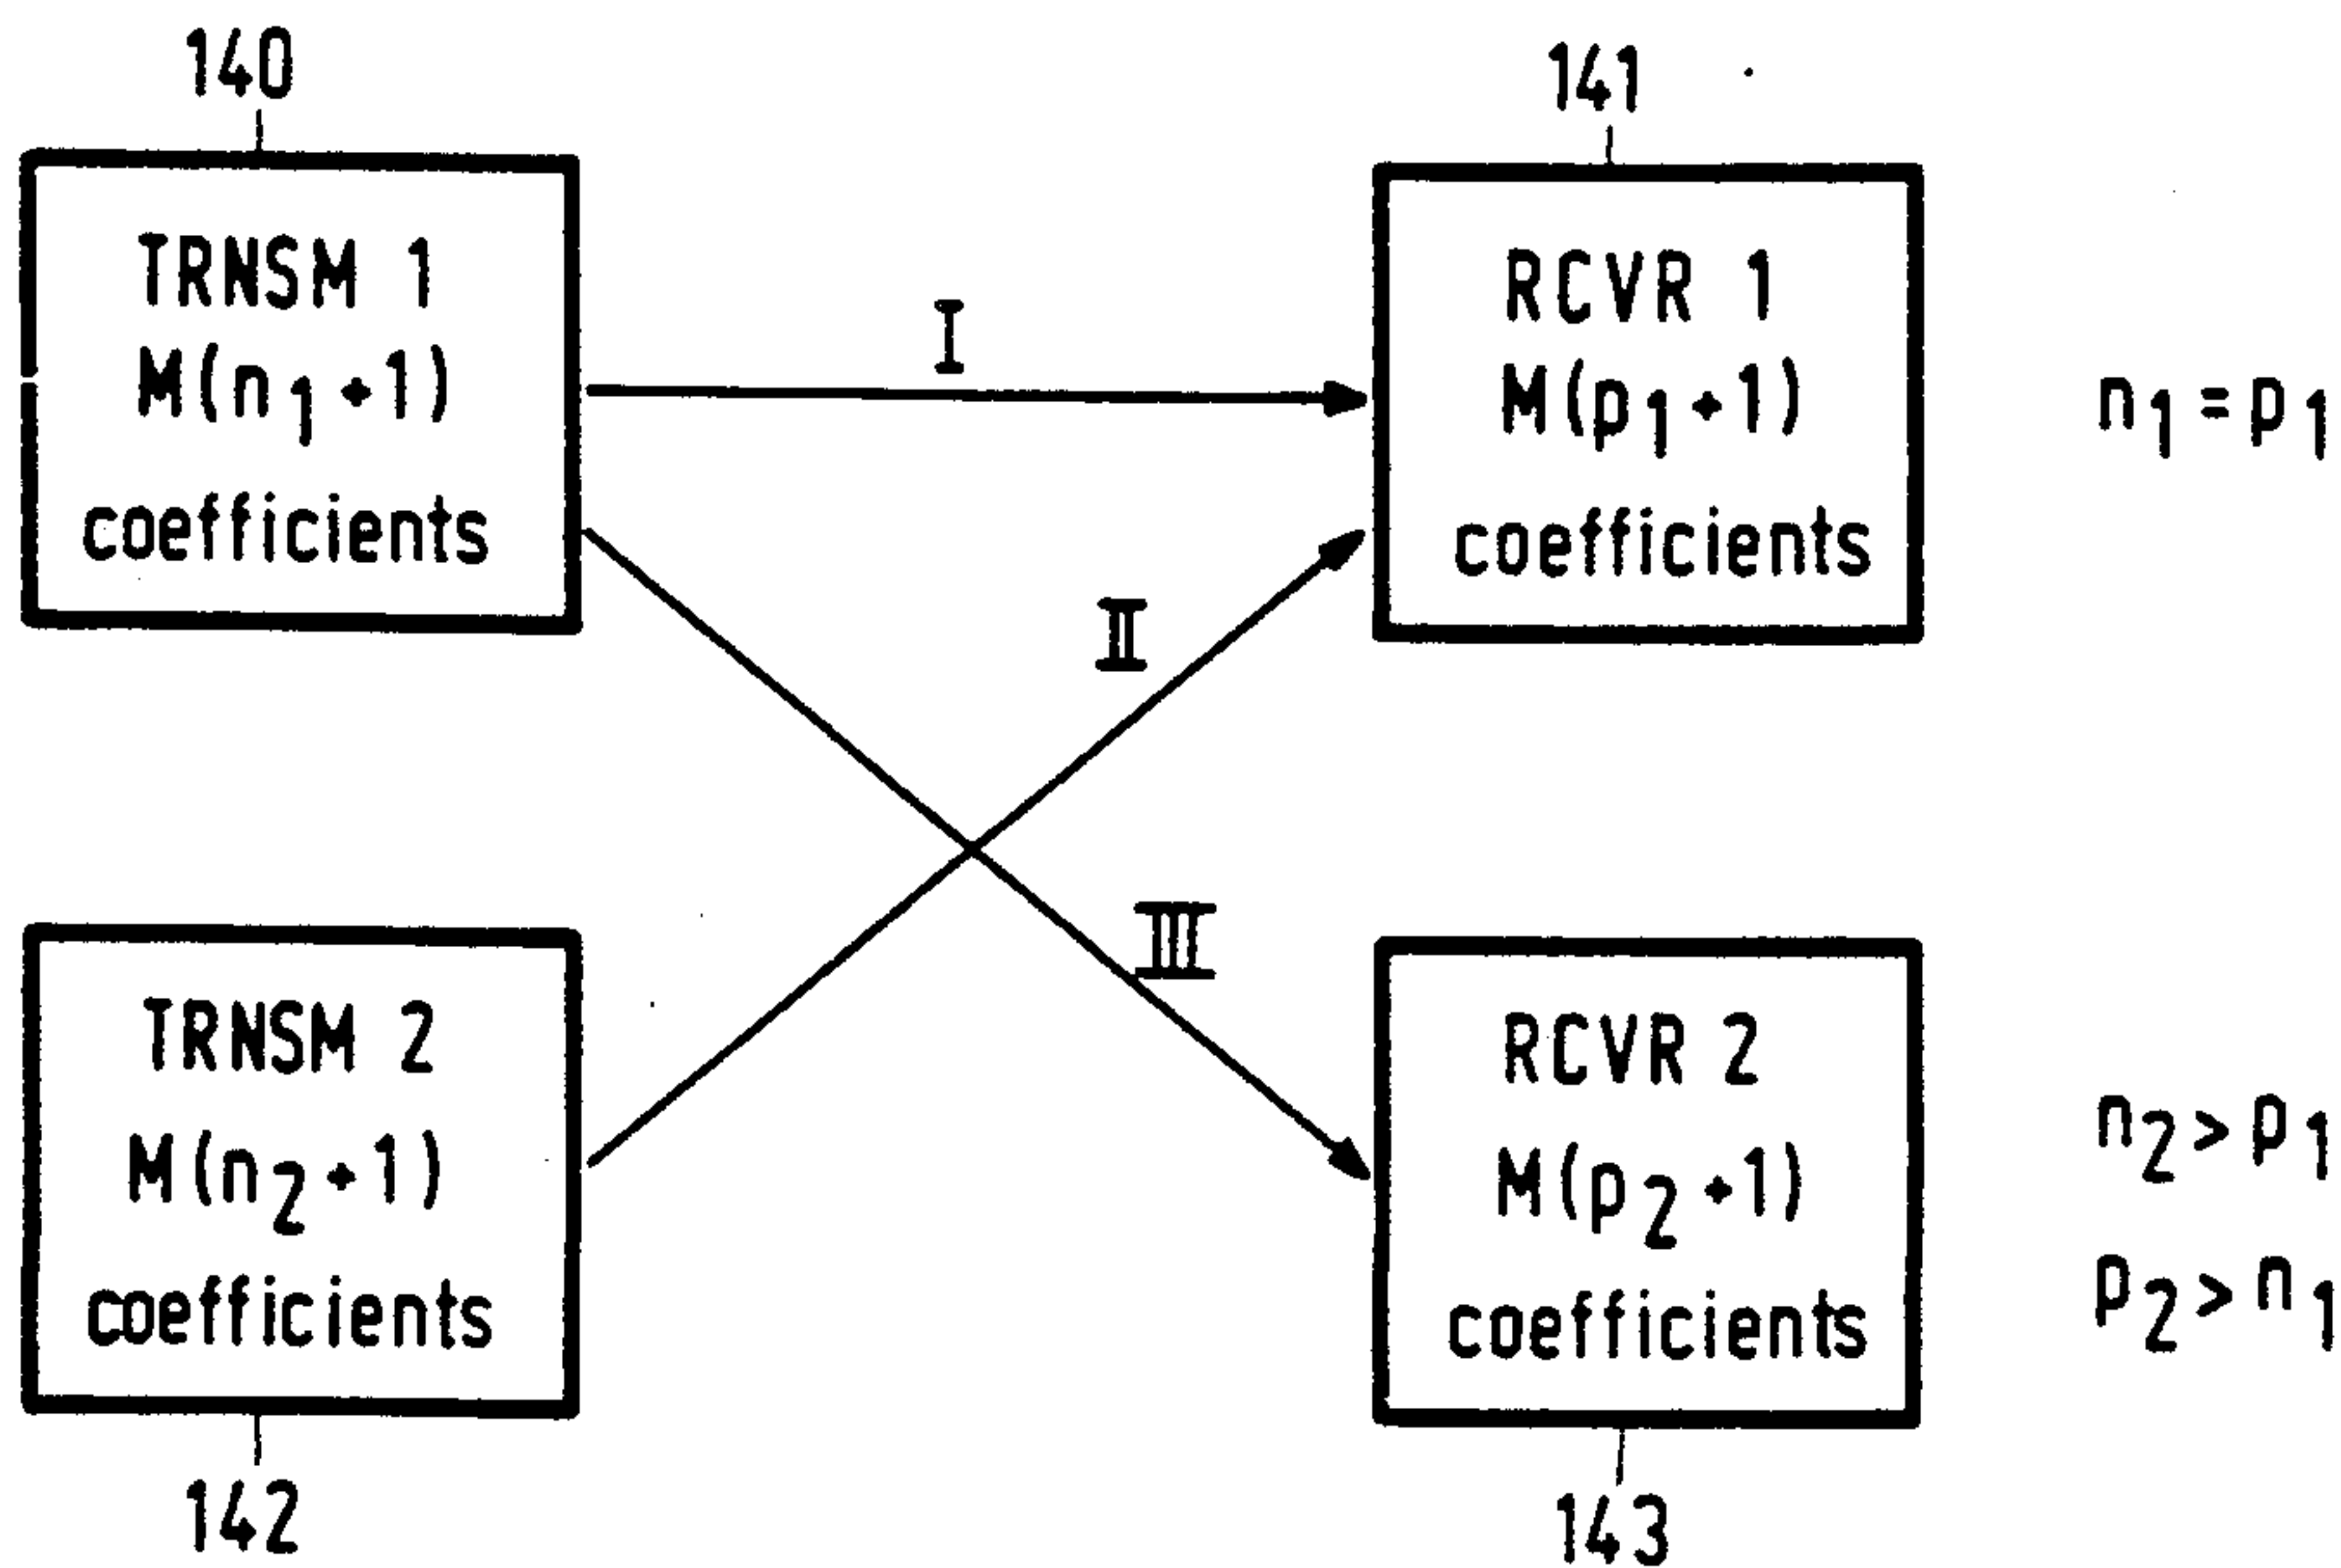 140
TRNSM 1
M(n₁+1)
coefficients
141
RCVR 1
M(p₁+1)
coefficients
n₁=p₁
I
II
III
TRNSM 2
M(n₂+1)
coefficients
142
RCVR 2
M(p₂+1)
coefficients
143
n₂>p₁
p₂>n₁